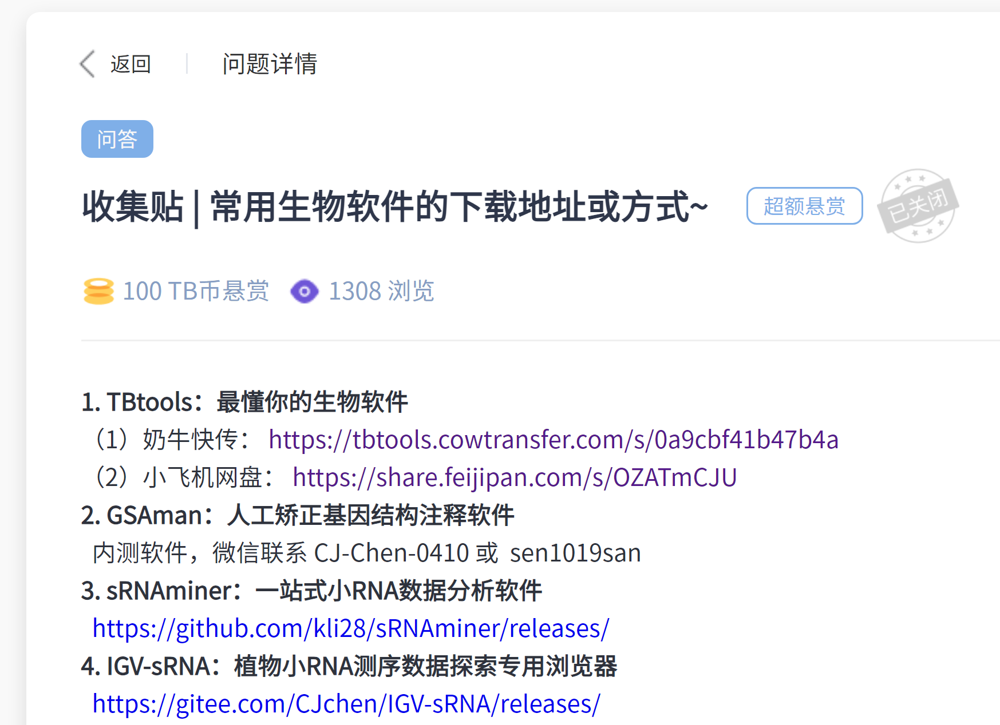 返回 | 问题详情
问答
收集贴 | 常用生物软件的下载地址或方式~ 超额悬赏 已关闭
100 TB币悬赏 1308 浏览
1. TBtools：最懂你的生物软件
（1）奶牛快传： https://tbtools.cowtransfer.com/s/0a9cbf41b47b4a
（2）小飞机网盘： https://share.feijipan.com/s/OZATmCJU
2. GSAman：人工矫正基因结构注释软件
内测软件，微信联系 CJ-Chen-0410 或 sen1019san
3. sRNAminer：一站式小RNA数据分析软件
https://github.com/kli28/sRNAminer/releases/
4. IGV-sRNA：植物小RNA测序数据探索专用浏览器
https://gitee.com/CJchen/IGV-sRNA/releases/